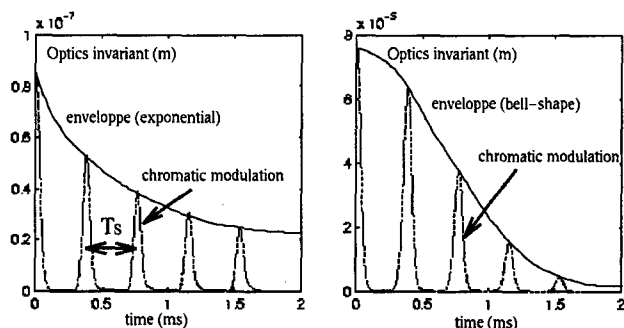 x 10⁻⁷
1
Optics invariant (m)
0.8
enveloppe (exponential)
0.6
chromatic modulation
0.4
Ts
0.2
0
0 0.5 1 1.5 2
time (ms)
x 10⁻⁵
8
Optics invariant (m)
6
enveloppe (bell-shape)
chromatic modulation
4
2
0
0 0.5 1 1.5 2
time (ms)